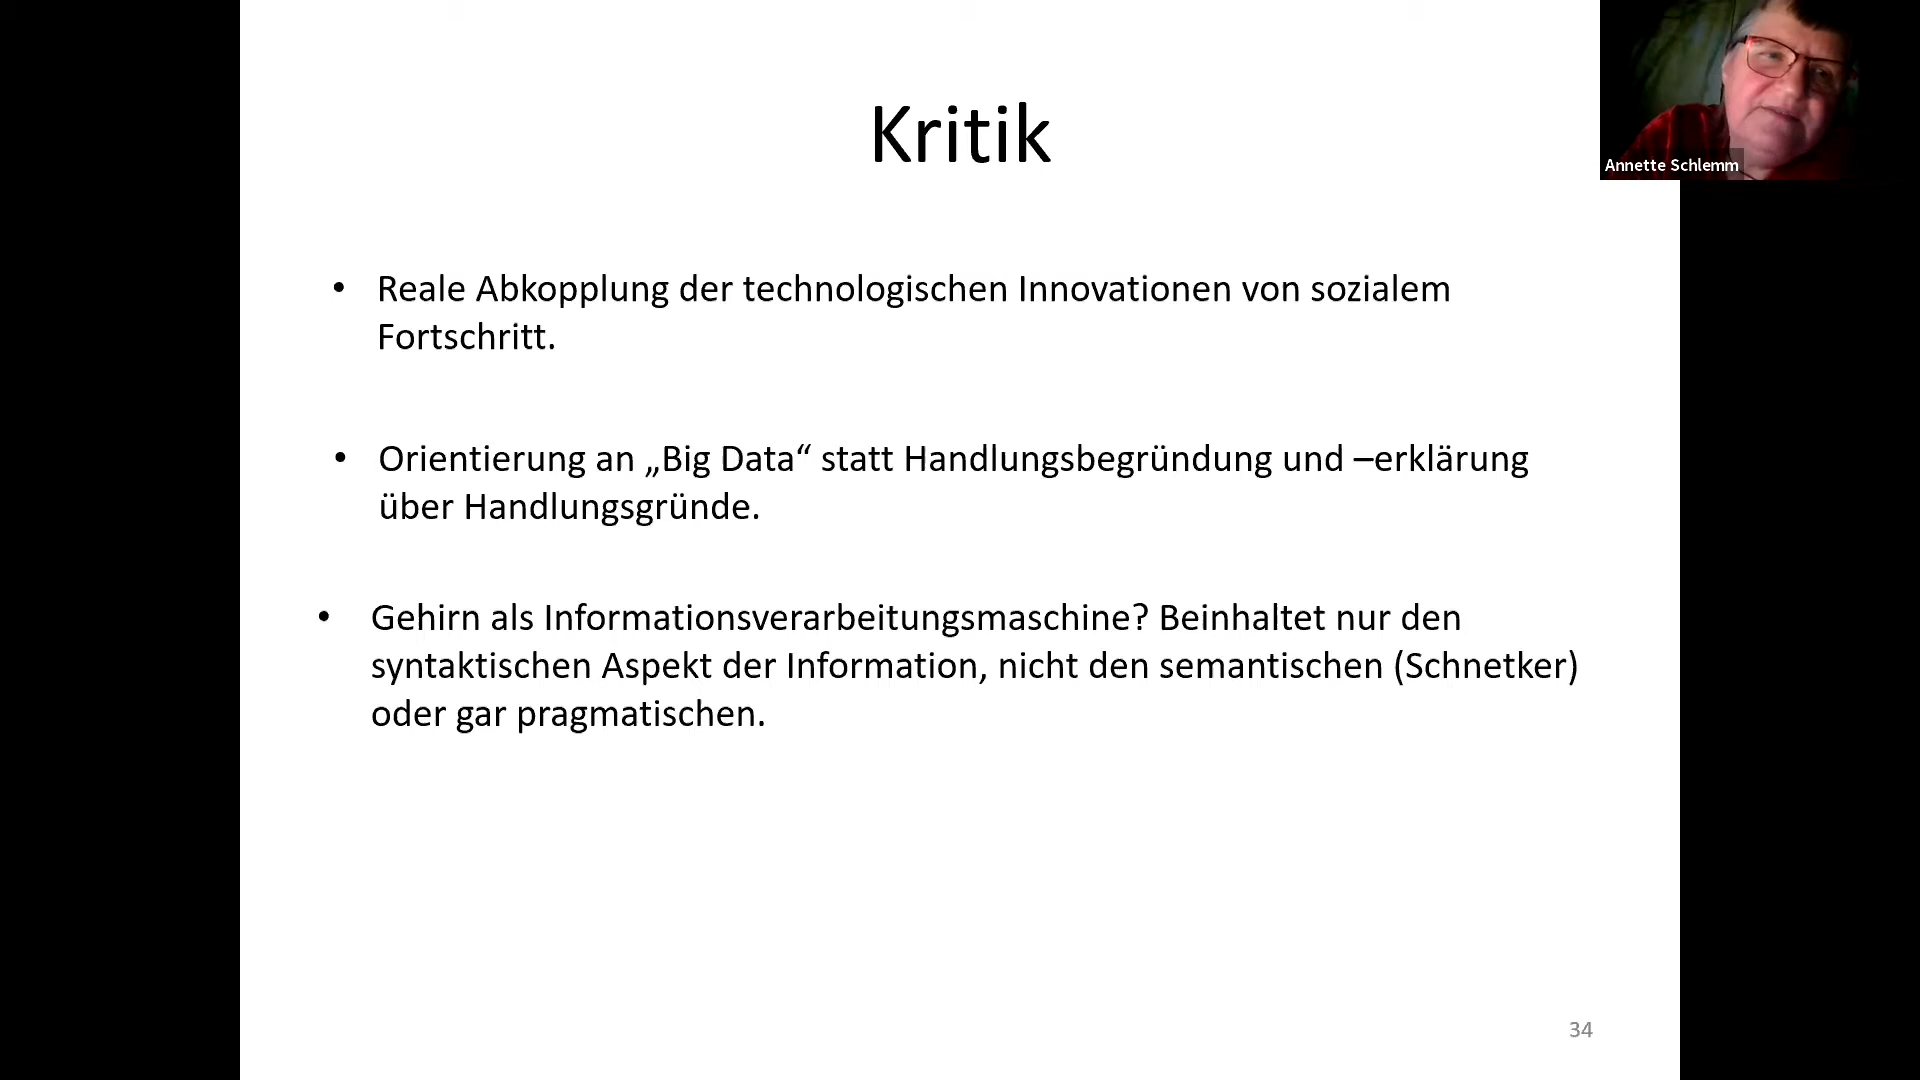 Kritik
Annette Schlemm
• Reale Abkopplung der technologischen Innovationen von sozialem
Fortschritt.
• Orientierung an „Big Data“ statt Handlungsbegründung und –erklärung
über Handlungsgründe.
• Gehirn als Informationsverarbeitungsmaschine? Beinhaltet nur den
syntaktischen Aspekt der Information, nicht den semantischen (Schnetker)
oder gar pragmatischen.
34